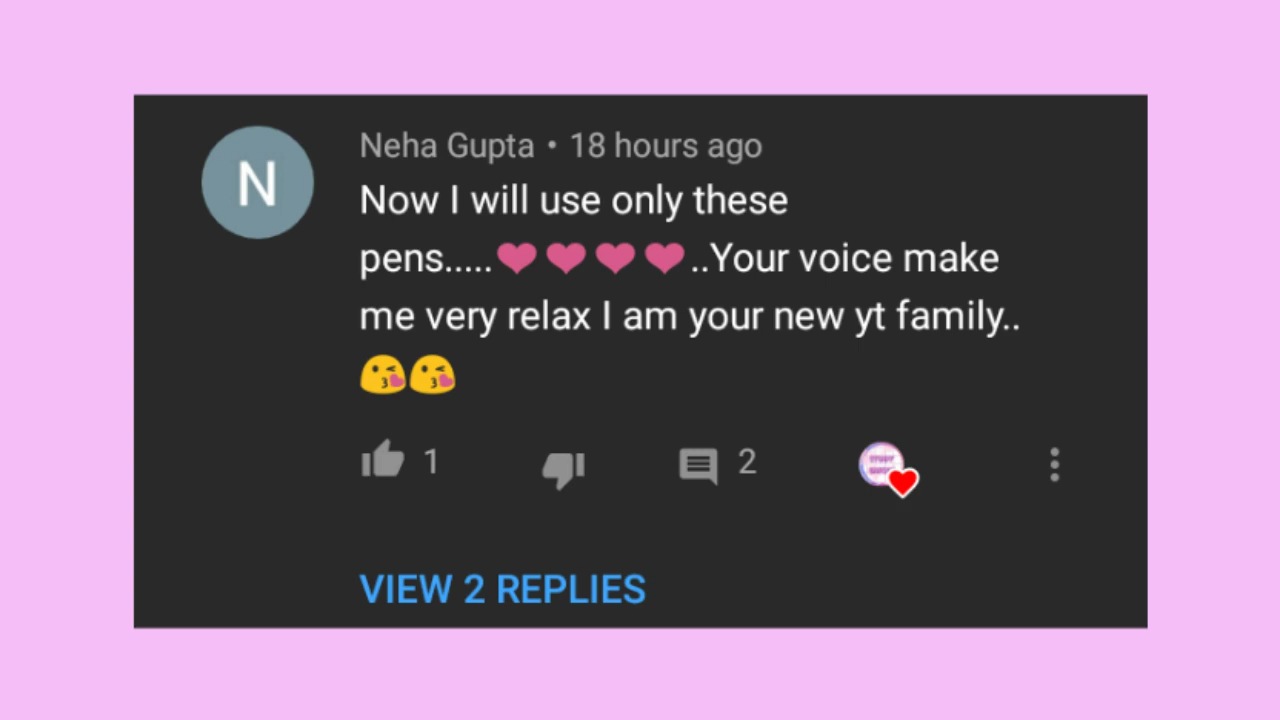 N
Neha Gupta • 18 hours ago
Now I will use only these
pens.....❤❤❤❤..Your voice make
me very relax I am your new yt family..
😘😘
1
2
VIEW 2 REPLIES